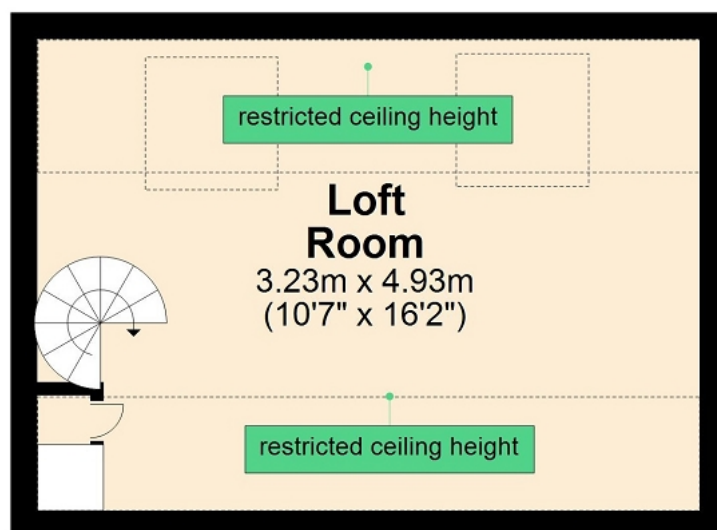 restricted ceiling height
Loft
Room
3.23m x 4.93m
(10'7" x 16'2")
restricted ceiling height